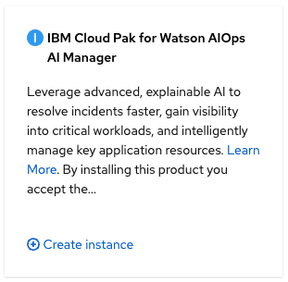 I IBM Cloud Pak for Watson AIOps
AI Manager
Leverage advanced, explainable AI to
resolve incidents faster, gain visibility
into critical workloads, and intelligently
manage key application resources. Learn
More. By installing this product you
accept the...
Create instance